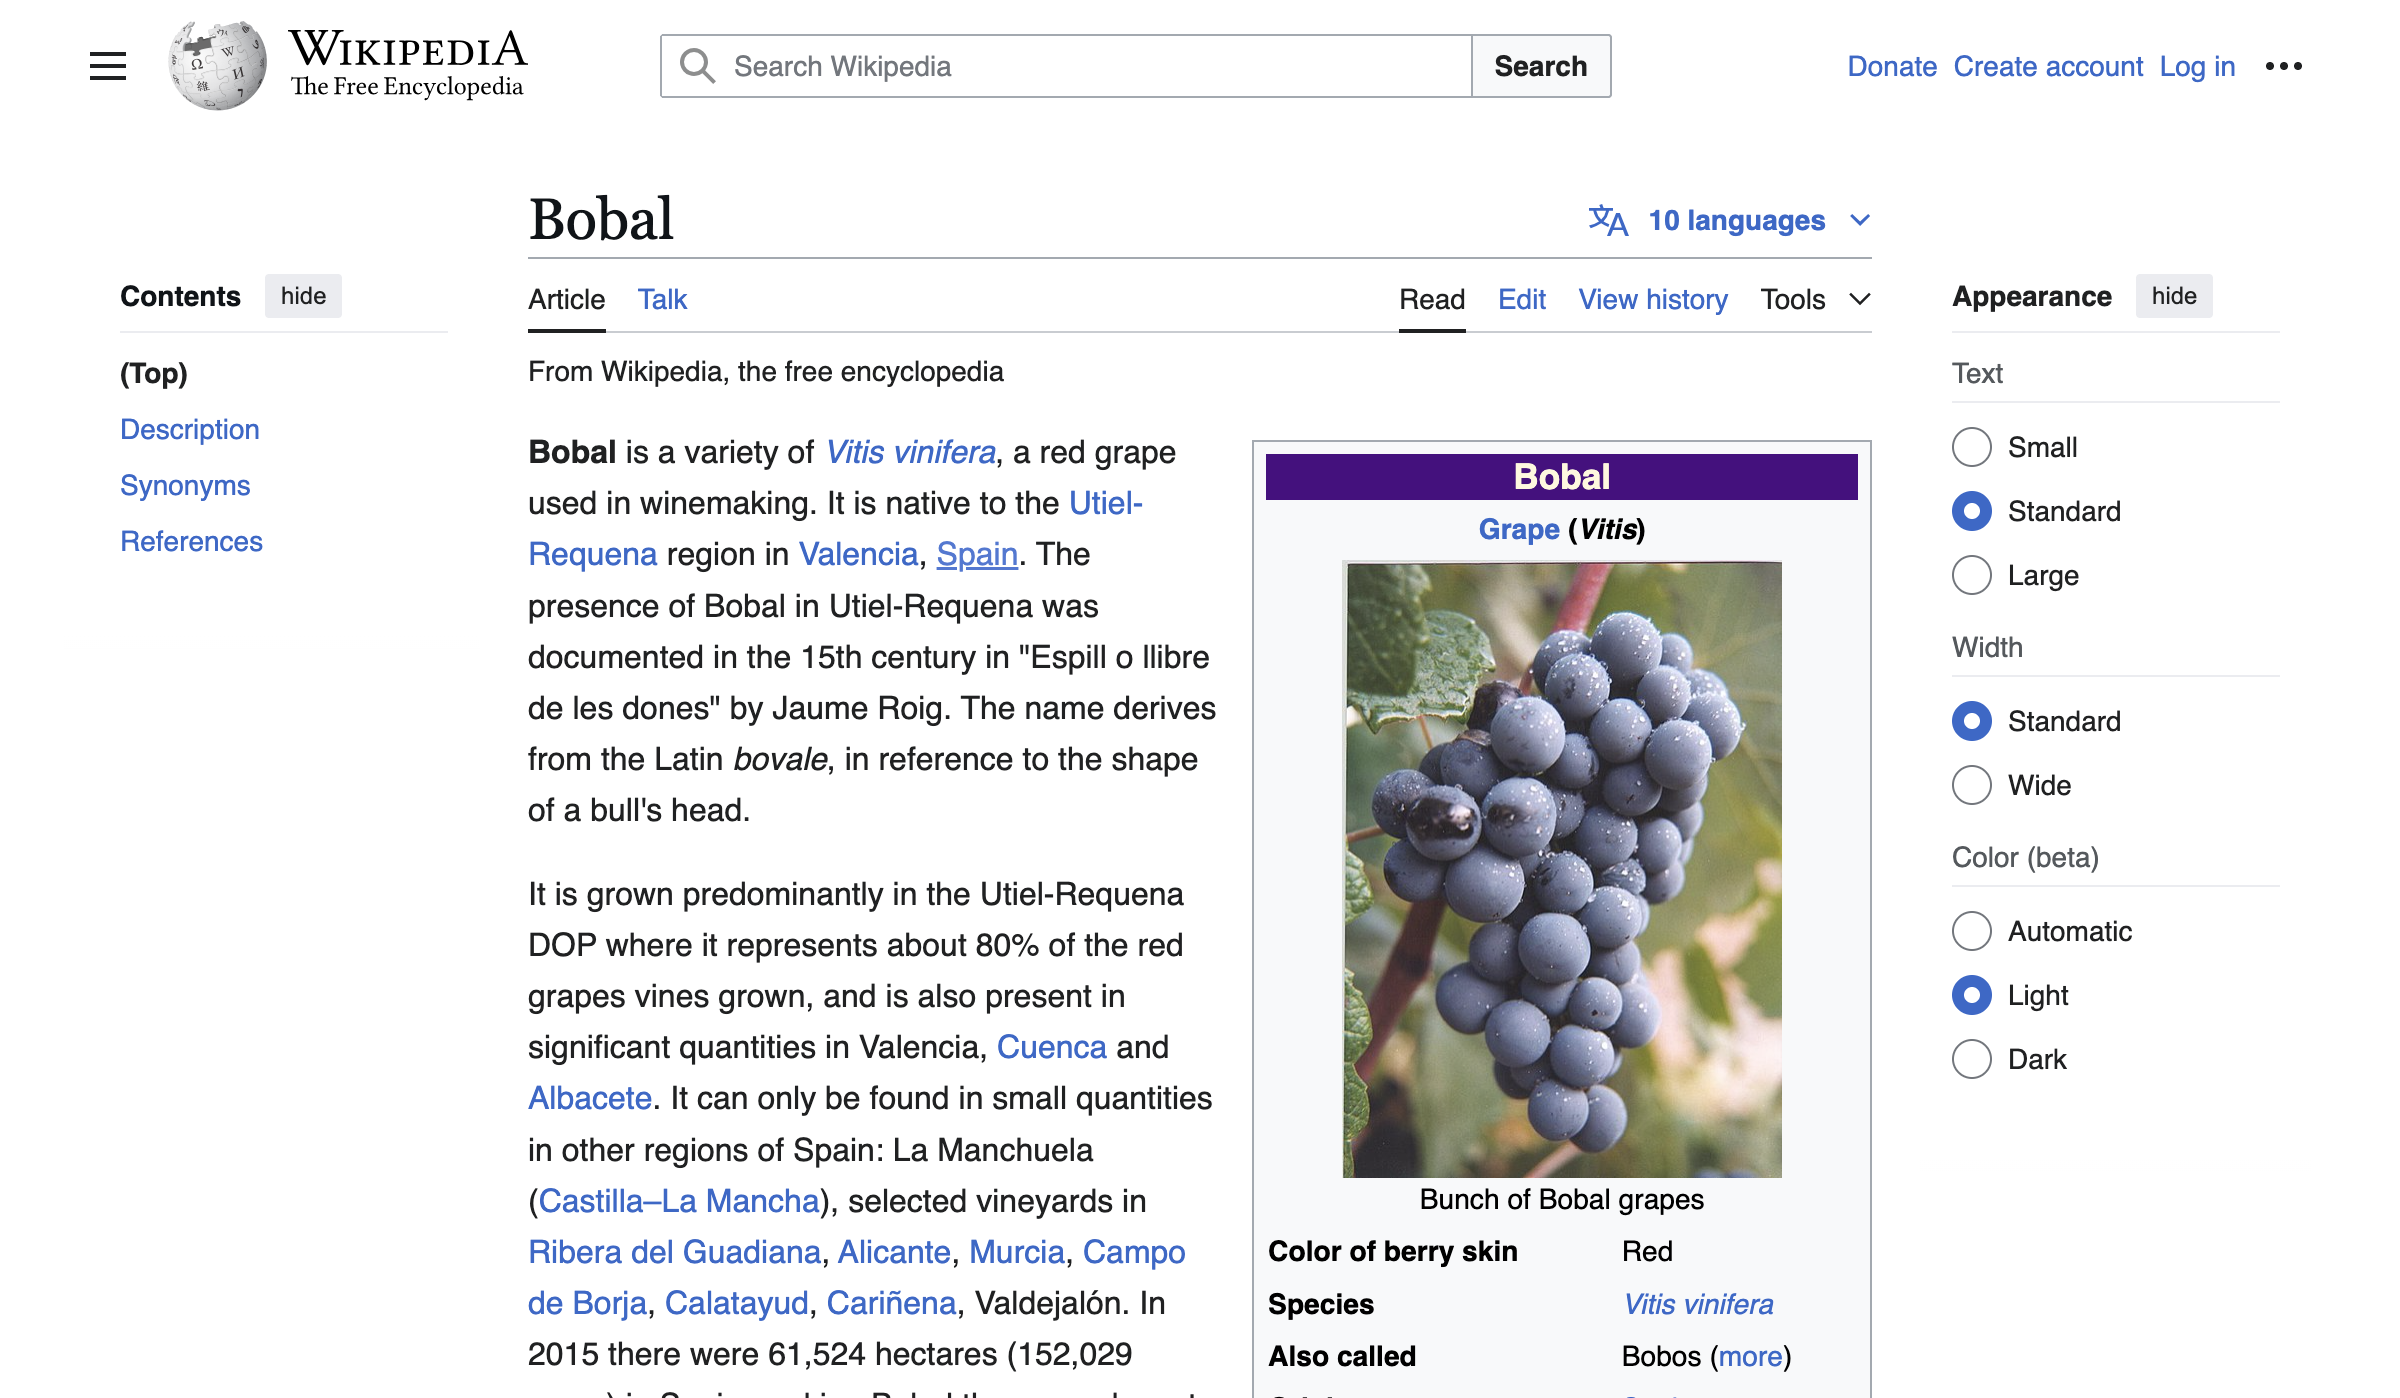 WIKIPEDIA
The Free Encyclopedia
Search Wikipedia
Search
Donate Create account Log in
Bobal
10 languages
Contents hide
(Top)
Description
Synonyms
References
Article Talk
Read Edit View history Tools
From Wikipedia, the free encyclopedia
Bobal is a variety of Vitis vinifera, a red grape
used in winemaking. It is native to the Utiel-
Requena region in Valencia, Spain. The
presence of Bobal in Utiel-Requena was
documented in the 15th century in "Espill o llibre
de les dones" by Jaume Roig. The name derives
from the Latin bovale, in reference to the shape
of a bull's head.
It is grown predominantly in the Utiel-Requena
DOP where it represents about 80% of the red
grapes vines grown, and is also present in
significant quantities in Valencia, Cuenca and
Albacete. It can only be found in small quantities
in other regions of Spain: La Manchuela
(Castilla–La Mancha), selected vineyards in
Ribera del Guadiana, Alicante, Murcia, Campo
de Borja, Calatayud, Cariñena, Valdejalón. In
2015 there were 61,524 hectares (152,029
Bobal
Grape (Vitis)
Bunch of Bobal grapes
Color of berry skin Red
Species Vitis vinifera
Also called Bobos (more)
Appearance hide
Text
Small
Standard
Large
Width
Standard
Wide
Color (beta)
Automatic
Light
Dark